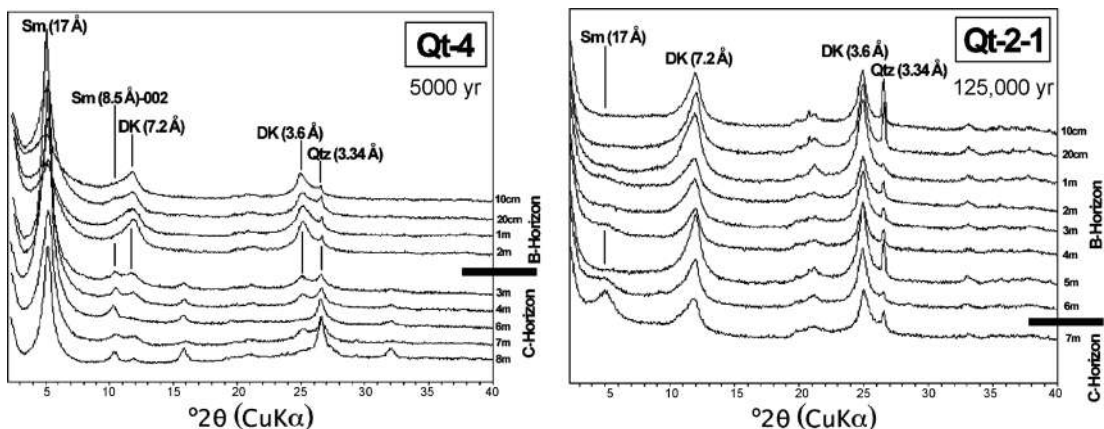 Sm (17 Å)
Qt-4
5000 yr
Sm (8.5 Å)-002
DK (7.2 Å)
DK (3.6 Å)
Qtz (3.34 Å)
10cm
20cm
1m
2m
3m
4m
6m
7m
8m
B-Horizon
C-Horizon
5
10
15
20
25
30
35
40
°2θ (CuKα)
Sm (17 Å)
DK (7.2 Å)
DK (3.6 Å)
Qtz (3.34 Å)
Qt-2-1
125,000 yr
10cm
20cm
1m
2m
3m
4m
5m
6m
7m
B-Horizon
C-Horizon
5
10
15
20
25
30
35
40
°2θ (CuKα)